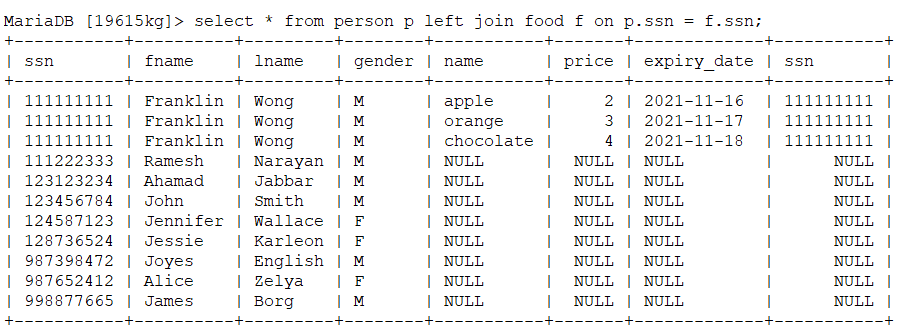 MariaDB [19615kg]> select * from person p left join food f on p.ssn = f.ssn;
+-----------+----------+---------+--------+-----------+-------+-------------+-----------+
| ssn       | fname    | lname   | gender | name      | price | expiry_date | ssn       |
+-----------+----------+---------+--------+-----------+-------+-------------+-----------+
| 111111111 | Franklin | Wong    | M      | apple     |     2 | 2021-11-16  | 111111111 |
| 111111111 | Franklin | Wong    | M      | orange    |     3 | 2021-11-17  | 111111111 |
| 111111111 | Franklin | Wong    | M      | chocolate |     4 | 2021-11-18  | 111111111 |
| 111222333 | Ramesh   | Narayan | M      | NULL      |  NULL | NULL        |      NULL |
| 123123234 | Ahamad   | Jabbar  | M      | NULL      |  NULL | NULL        |      NULL |
| 123456784 | John     | Smith   | M      | NULL      |  NULL | NULL        |      NULL |
| 124587123 | Jennifer | Wallace | F      | NULL      |  NULL | NULL        |      NULL |
| 128736524 | Jessie   | Karleon | F      | NULL      |  NULL | NULL        |      NULL |
| 987398472 | Joyes    | English | M      | NULL      |  NULL | NULL        |      NULL |
| 987652412 | Alice    | Zelya   | F      | NULL      |  NULL | NULL        |      NULL |
| 998877665 | James    | Borg    | M      | NULL      |  NULL | NULL        |      NULL |
+-----------+----------+---------+--------+-----------+-------+-------------+-----------+